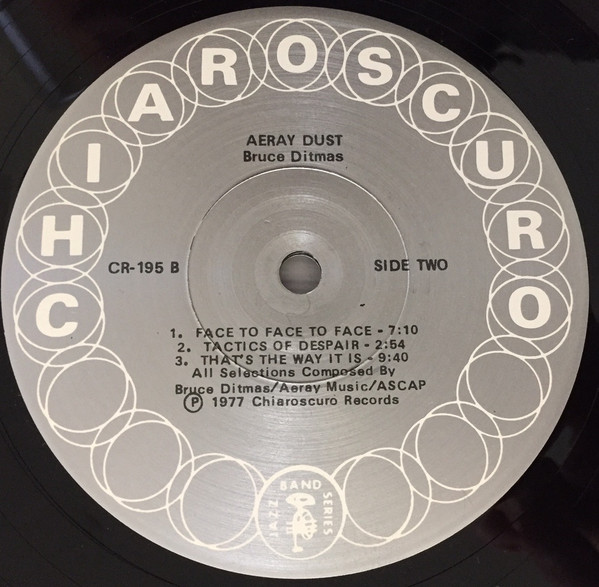 CHIAROSCURO
AERAY DUST
Bruce Ditmas
CR-195 B
SIDE TWO
1. FACE TO FACE TO FACE - 7:10
2. TACTICS OF DESPAIR - 2:54
3. THAT'S THE WAY IT IS - 9:40
All Selections Composed By
Bruce Ditmas/Aeray Music/ASCAP
Ⓟ 1977 Chiaroscuro Records
JAZZ BAND SERIES